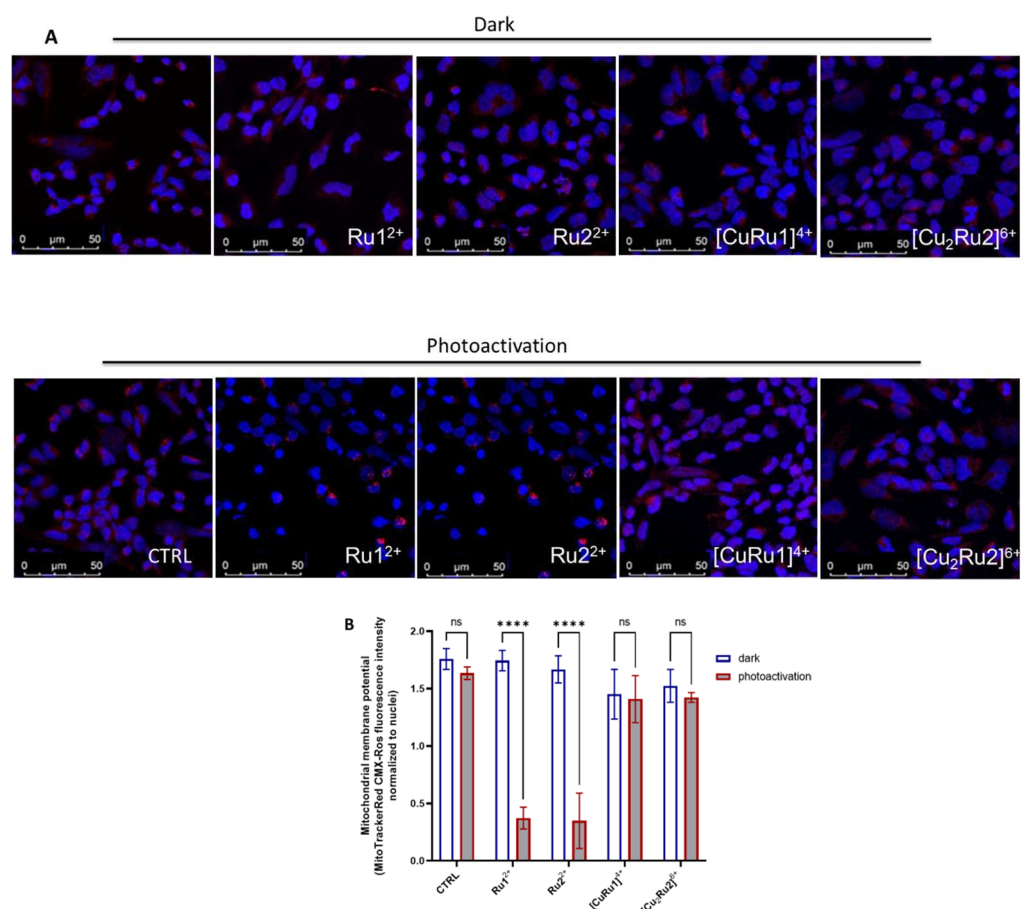 Dark
A
0 µm 50
0 µm 50
0 µm 50
0 µm 50
0 µm 50
Ru1²⁺
Ru2²⁺
[CuRu1]⁴⁺
[Cu₂Ru2]⁶⁺
Photoactivation
CTRL
Ru1²⁺
Ru2²⁺
[CuRu1]⁴⁺
[Cu₂Ru2]⁶⁺
0 µm 50
0 µm 50
0 µm 50
0 µm 50
0 µm 50
B
Mitochondrial membrane potential
(MitoTrackerRed CMX-Ros fluorescence intensity
normalized to nuclei)
2.0
1.5
1.0
0.5
0.0
ns
****
****
ns
ns
dark
photoactivation
CTRL
Ru1²⁺
Ru2²⁺
[CuRu1]⁴⁺
[Cu₂Ru2]⁶⁺